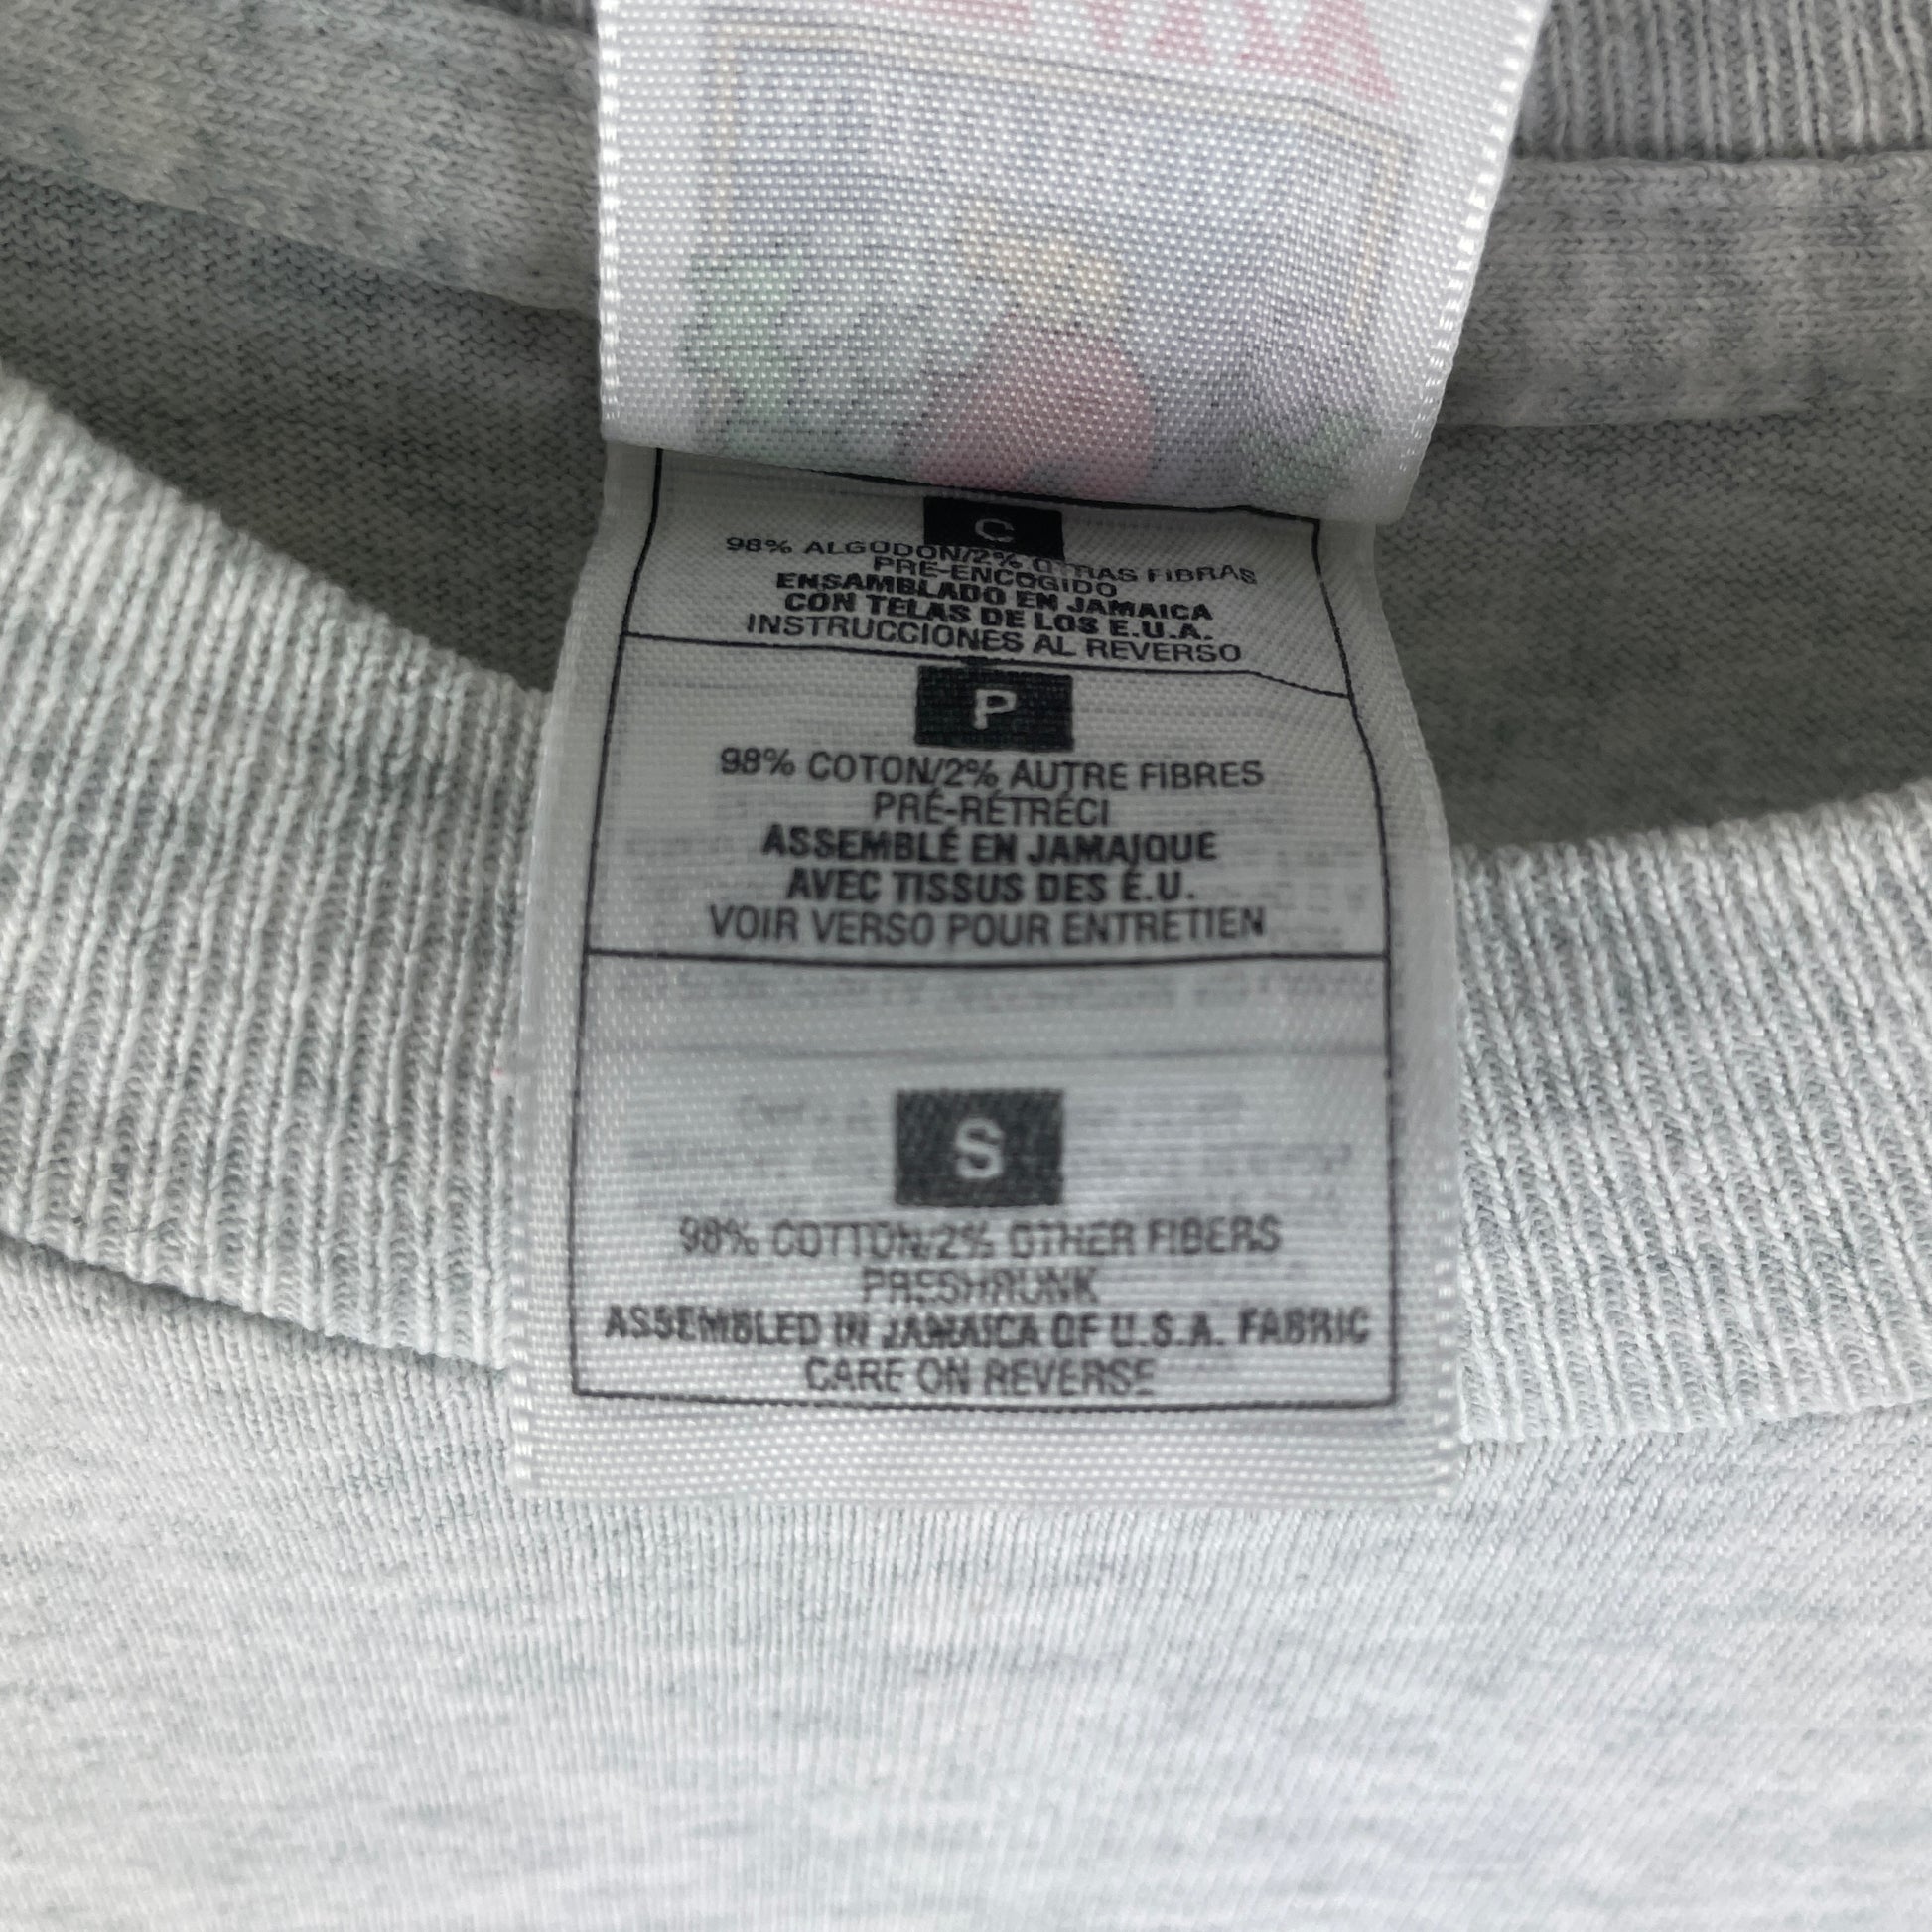 C
98% ALGODON/2% OTRAS FIBRAS
PRE-ENCOGIDO
ENSAMBLADO EN JAMAICA
CON TELAS DE LOS E.U.A.
INSTRUCCIONES AL REVERSO
P
98% COTON/2% AUTRE FIBRES
PRÉ-RÉTRÉCI
ASSEMBLÉ EN JAMAIQUE
AVEC TISSUS DES É.U.
VOIR VERSO POUR ENTRETIEN
S
98% COTTON/2% OTHER FIBERS
PRESHRUNK
ASSEMBLED IN JAMAICA OF U.S.A. FABRIC
CARE ON REVERSE